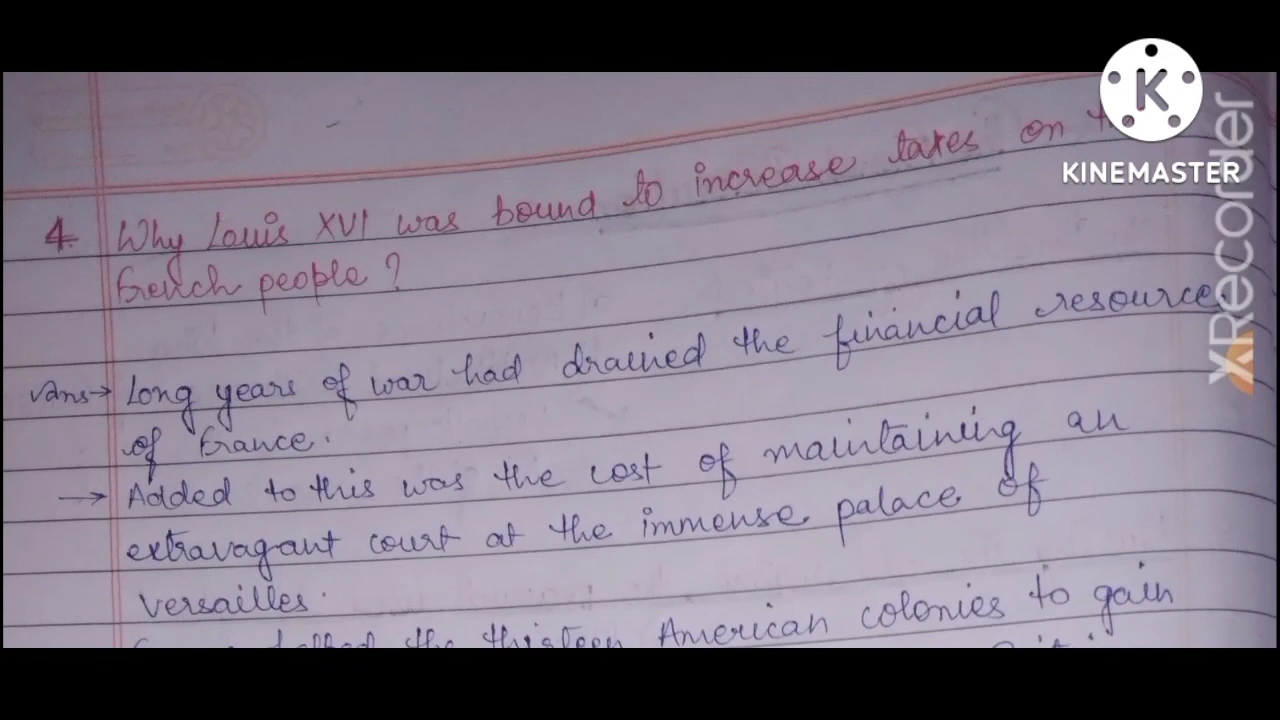 K
KINEMASTER
XRecorder
4. Why Louis XVI was bound to increase taxes on
French people ?
Ans→ Long years of war had drained the financial resources
of France.
→ Added to this was the cost of maintaining an
extravagant court at the immense palace of
Versailles.
the thirteen American colonies to gain